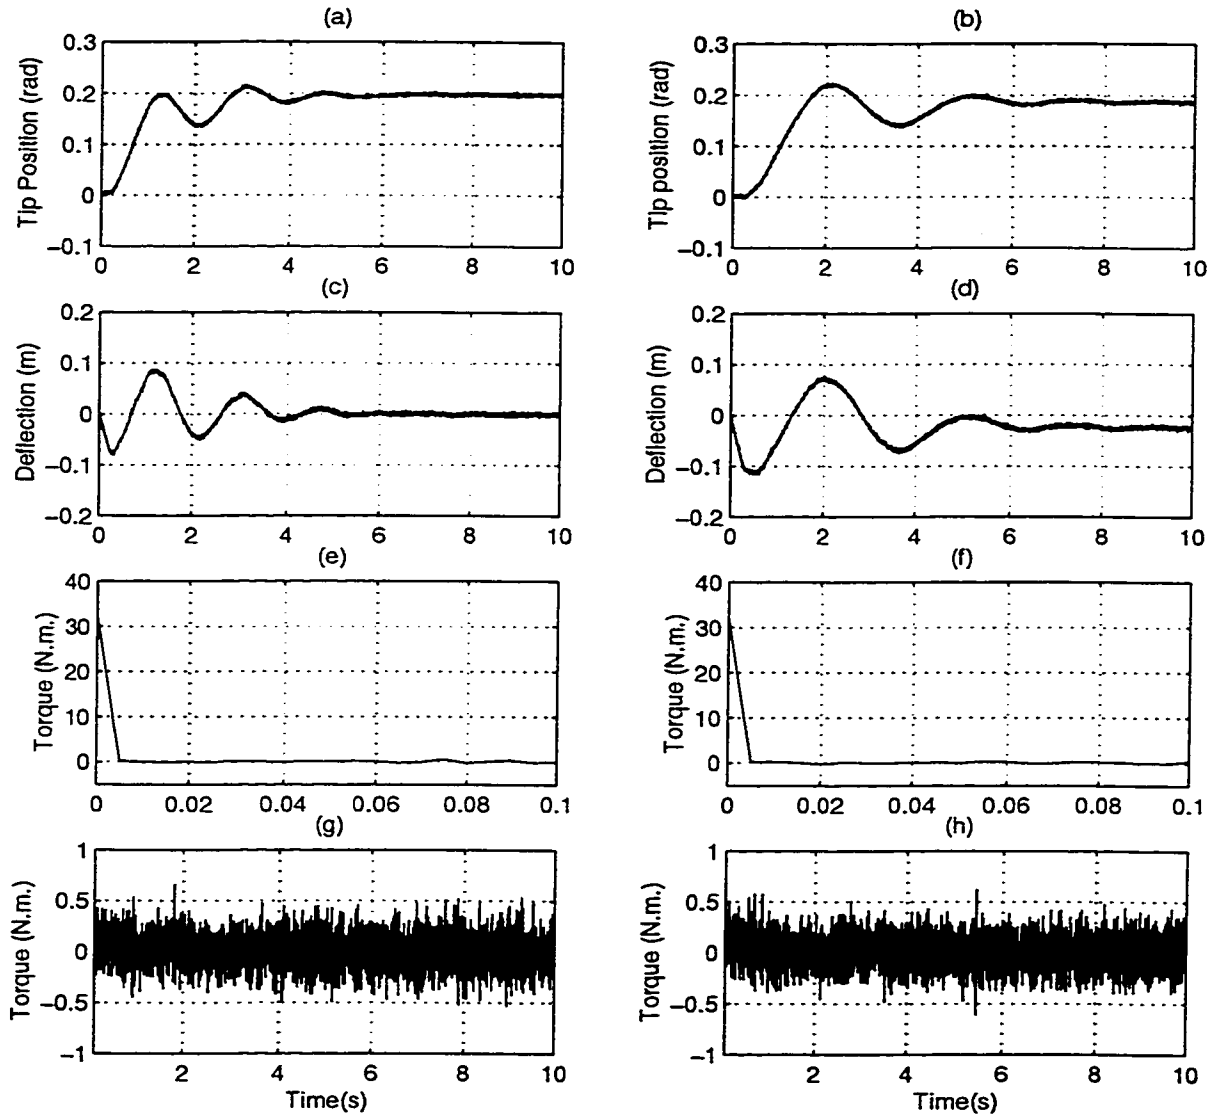 (a)
Tip Position (rad)
0.3
0.2
0.1
0
−0.1
0 2 4 6 8 10
(b)
Tip position (rad)
0.3
0.2
0.1
0
−0.1
0 2 4 6 8 10
(c)
Deflection (m)
0.2
0.1
0
−0.1
−0.2
0 2 4 6 8 10
(d)
Deflection (m)
0.2
0.1
0
−0.1
−0.2
0 2 4 6 8 10
(e)
Torque (N.m.)
40
30
20
10
0
0 0.02 0.04 0.06 0.08 0.1
(f)
Torque (N.m.)
40
30
20
10
0
0 0.02 0.04 0.06 0.08 0.1
(g)
Torque (N.m.)
1
0.5
0
−0.5
−1
2 4 6 8 10
Time(s)
(h)
Torque (N.m.)
1
0.5
0
−0.5
−1
2 4 6 8 10
Time(s)